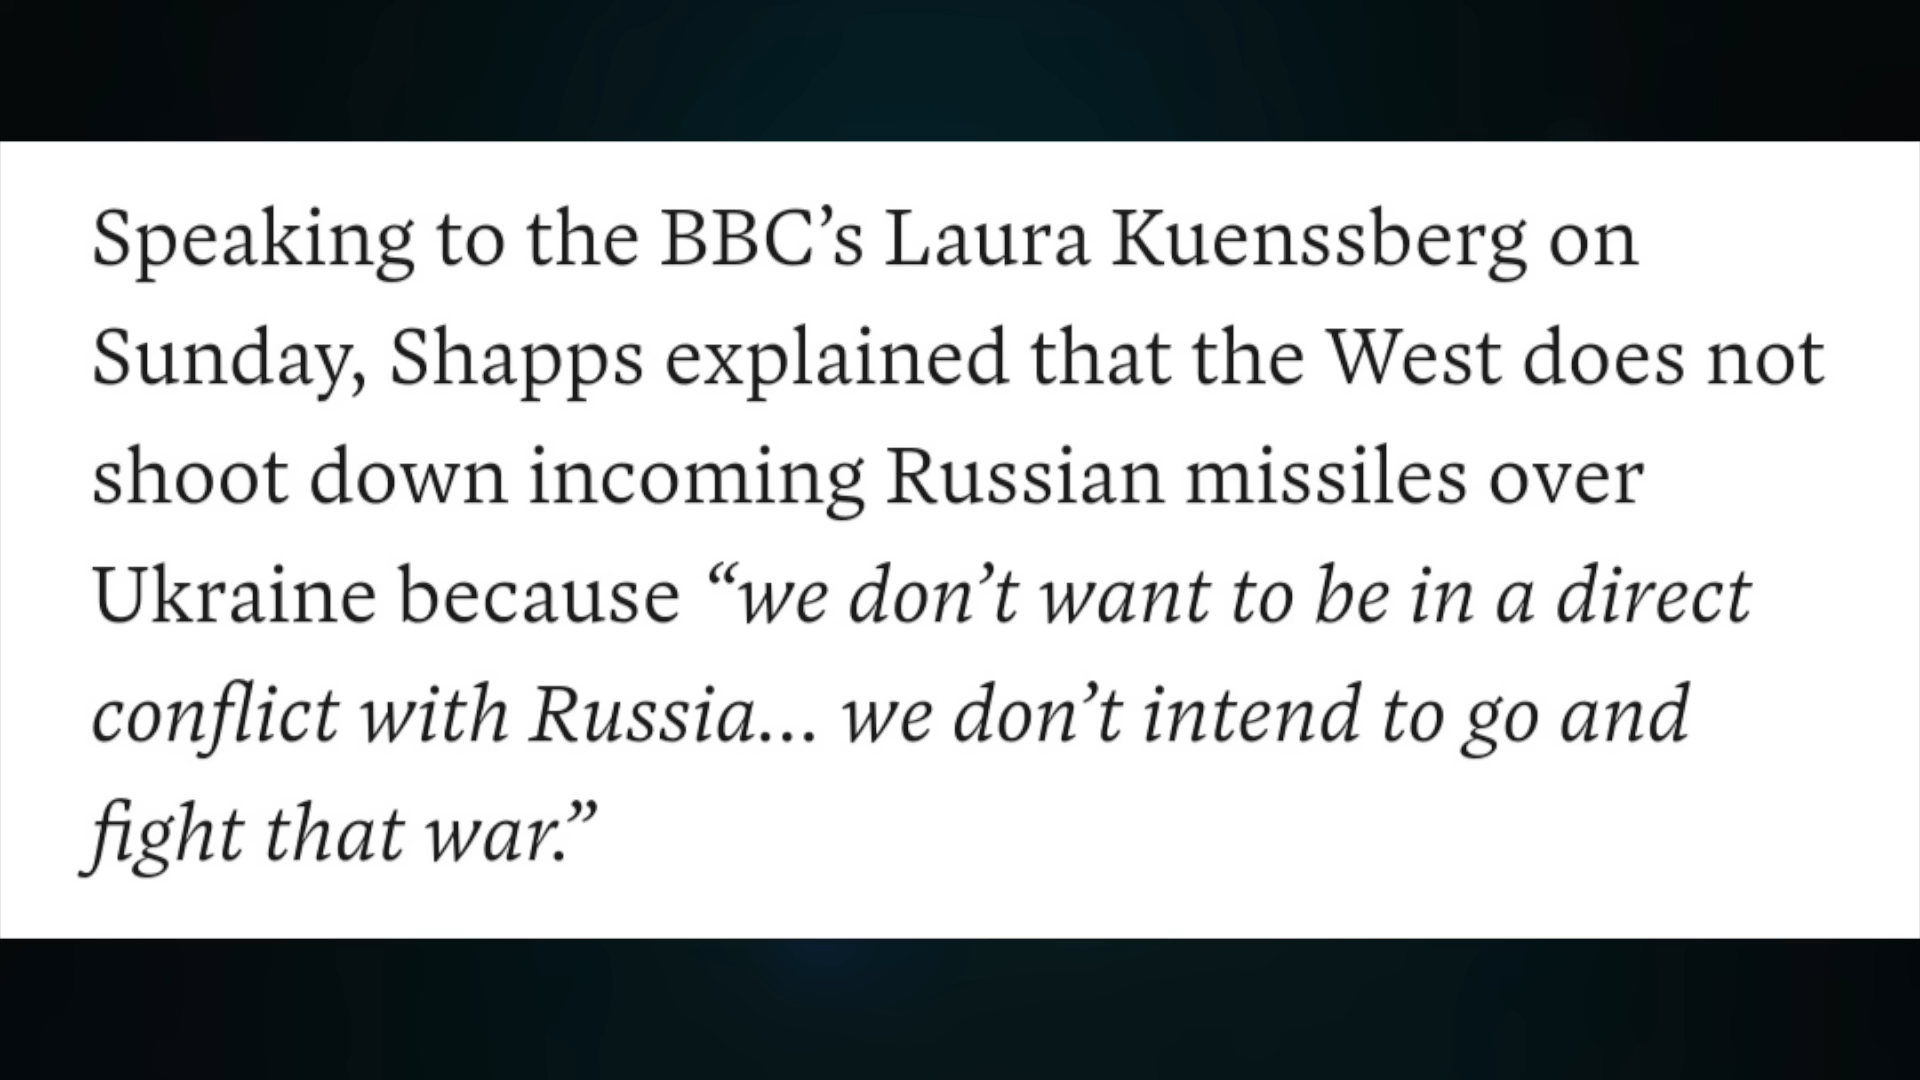 Speaking to the BBC’s Laura Kuenssberg on
Sunday, Shapps explained that the West does not
shoot down incoming Russian missiles over
Ukraine because “we don’t want to be in a direct
conflict with Russia... we don’t intend to go and
fight that war.”